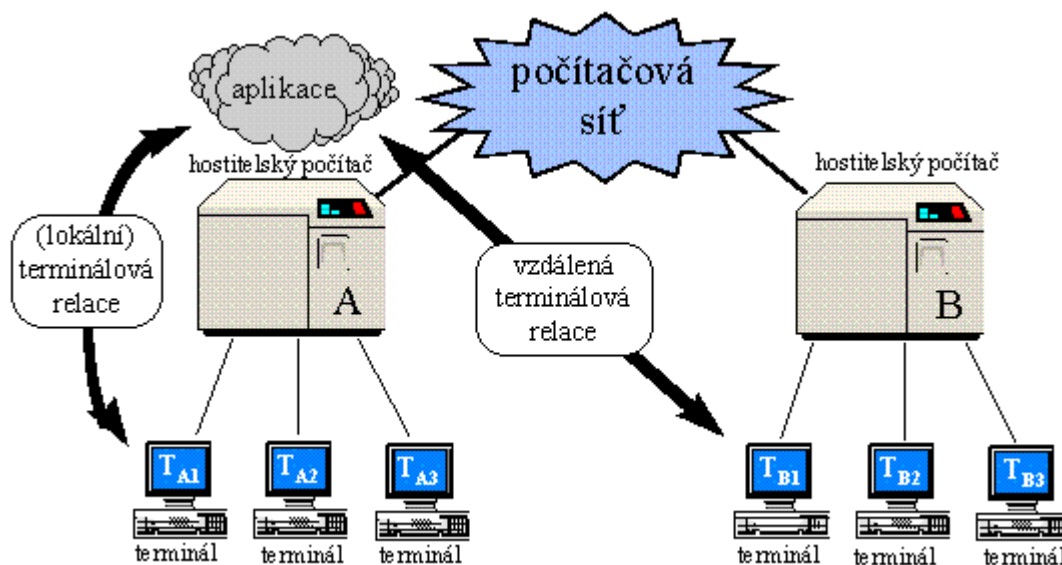 aplikace
počítačová
síť
hostitelský počítač
hostitelský počítač
(lokální)
terminálová
relace
vzdálená
terminálová
relace
A
B
TA1
TA2
TA3
TB1
TB2
TB3
terminál
terminál
terminál
terminál
terminál
terminál